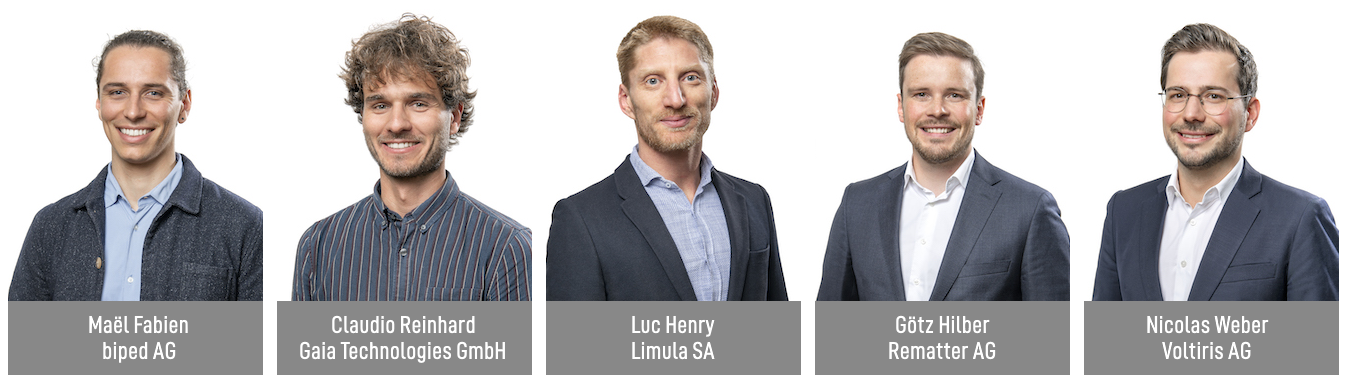 Maël Fabien
biped AG
Claudio Reinhard
Gaia Technologies GmbH
Luc Henry
Limula SA
Götz Hilber
Rematter AG
Nicolas Weber
Voltiris AG